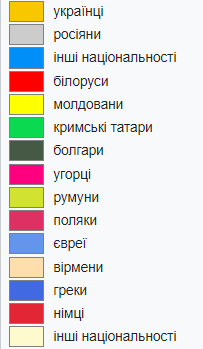 українці
росіяни
інші національності
білоруси
молдовани
кримські татари
болгари
угорці
румуни
поляки
євреї
вірмени
греки
німці
інші національності